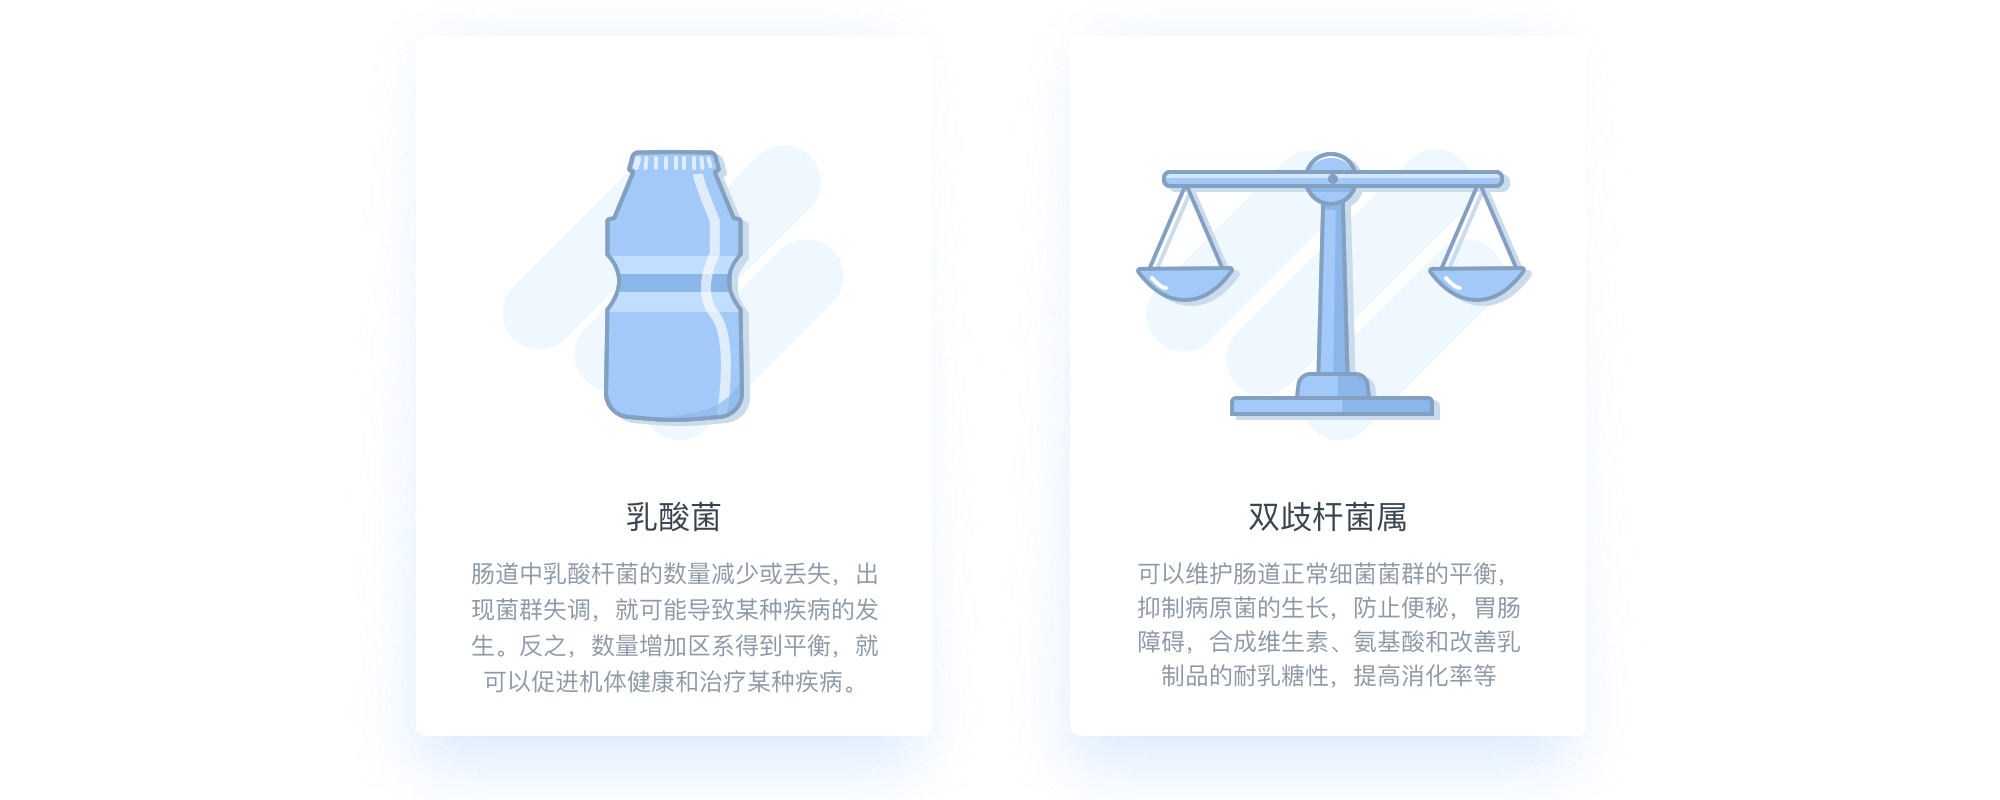 乳酸菌
肠道中乳酸杆菌的数量减少或丢失，出
现菌群失调，就可能导致某种疾病的发
生。反之，数量增加区系得到平衡，就
可以促进机体健康和治疗某种疾病。
双歧杆菌属
可以维护肠道正常细菌菌群的平衡，
抑制病原菌的生长，防止便秘，胃肠
障碍，合成维生素、氨基酸和改善乳
制品的耐乳糖性，提高消化率等